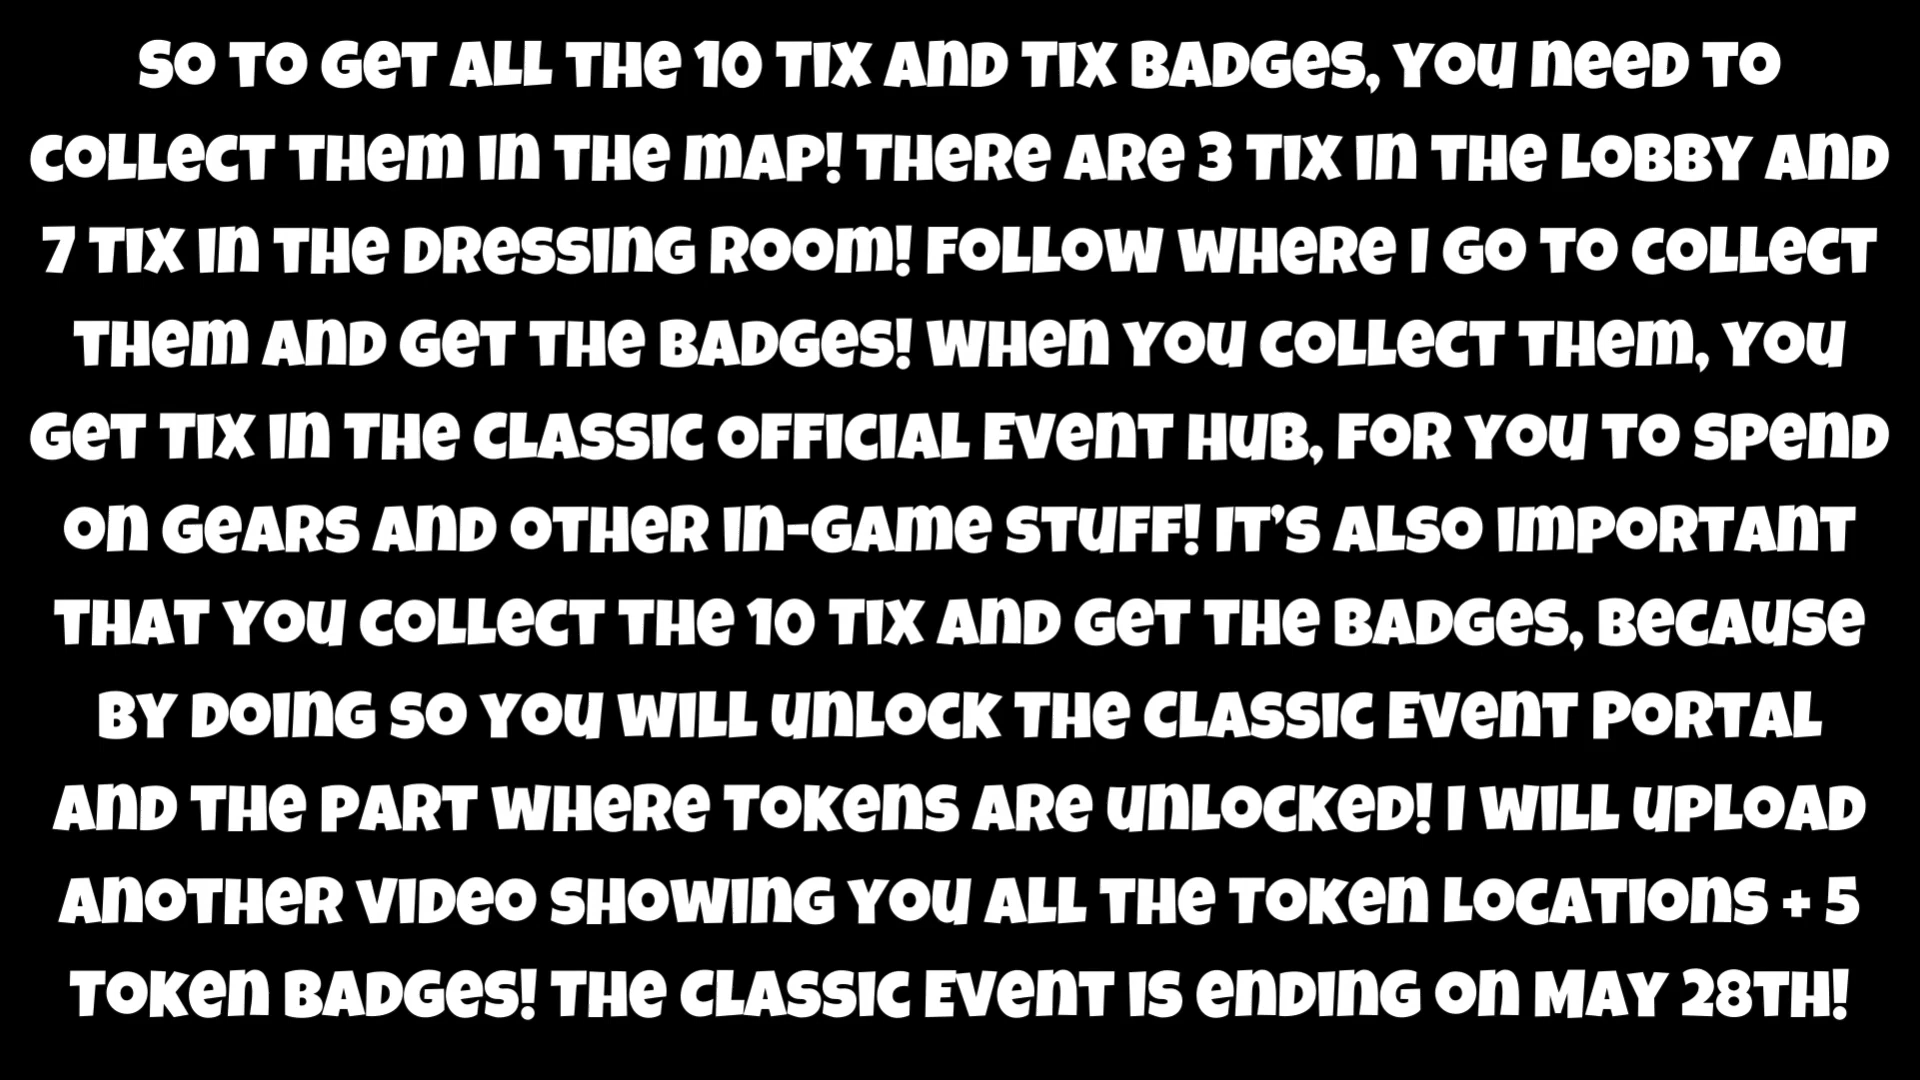 SO TO GET ALL THE 10 TIX AND TIX BADGES, YOU NEED TO
COLLECT THEM IN THE MAP! THERE ARE 3 TIX IN THE LOBBY AND
7 TIX IN THE DRESSING ROOM! FOLLOW WHERE I GO TO COLLECT
THEM AND GET THE BADGES! WHEN YOU COLLECT THEM, YOU
GET TIX IN THE CLASSIC OFFICIAL EVENT HUB, FOR YOU TO SPEND
ON GEARS AND OTHER IN-GAME STUFF! IT’S ALSO IMPORTANT
THAT YOU COLLECT THE 10 TIX AND GET THE BADGES, BECAUSE
BY DOING SO YOU WILL UNLOCK THE CLASSIC EVENT PORTAL
AND THE PART WHERE TOKENS ARE UNLOCKED! I WILL UPLOAD
ANOTHER VIDEO SHOWING YOU ALL THE TOKEN LOCATIONS + 5
TOKEN BADGES! THE CLASSIC EVENT IS ENDING ON MAY 28TH!